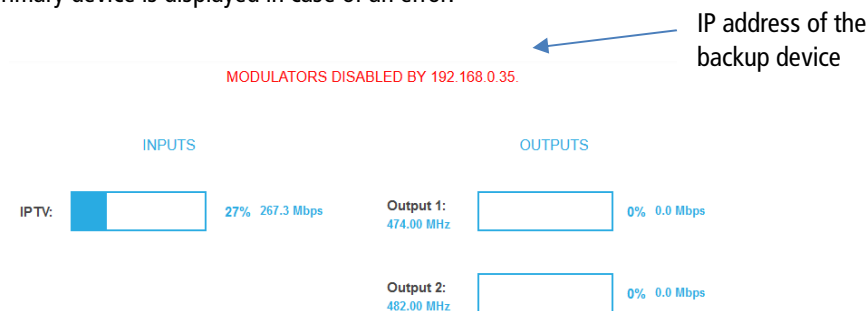 primary device is displayed in case of an error.
IP address of the
backup device
MODULATORS DISABLED BY 192.168.0.35.
INPUTS
OUTPUTS
IPTV:
27% 267.3 Mbps
Output 1:
474.00 MHz
0% 0.0 Mbps
Output 2:
482.00 MHz
0% 0.0 Mbps